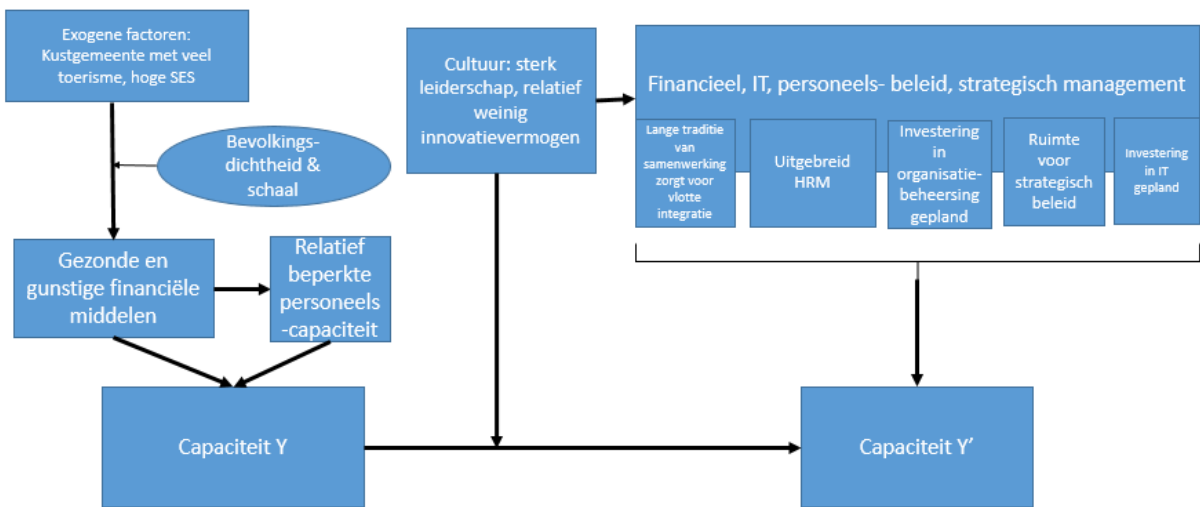 Exogene factoren:
Kustgemeente met veel
toerisme, hoge SES
Bevolkings-
dichtheid &
schaal
Gezonde en
gunstige financiële
middelen
Relatief
beperkte
personeels
-capaciteit
Capaciteit Y
Cultuur: sterk
leiderschap, relatief
weinig
innovatievermogen
Financieel, IT, personeels- beleid, strategisch management
Lange traditie
van
samenwerking
zorgt voor
vlotte
integratie
Uitgebreid
HRM
Investering
in
organisatie-
beheersing
gepland
Ruimte
voor
strategisch
beleid
Investering
in IT
gepland
Capaciteit Y’